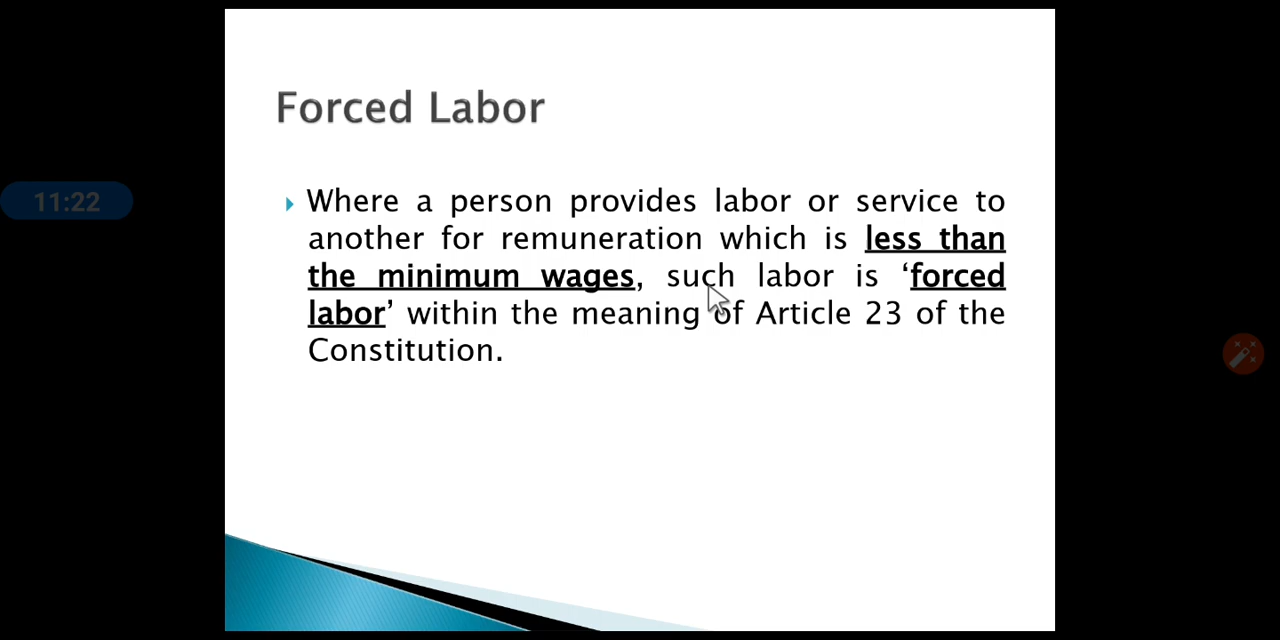 Forced Labor
11:22
Where a person provides labor or service to
another for remuneration which is less than
the minimum wages, such labor is ‘forced
labor’ within the meaning of Article 23 of the
Constitution.